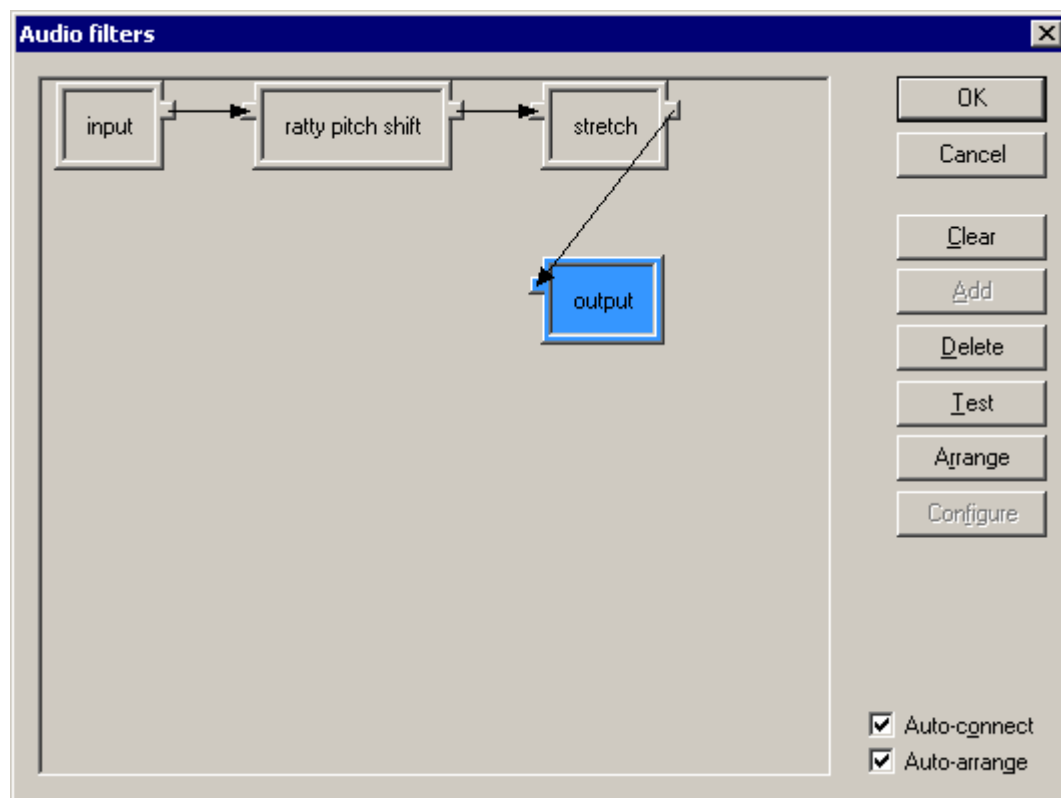 Audio filters
input
ratty pitch shift
stretch
output
OK
Cancel
Clear
Add
Delete
Test
Arrange
Configure
Auto-connect
Auto-arrange